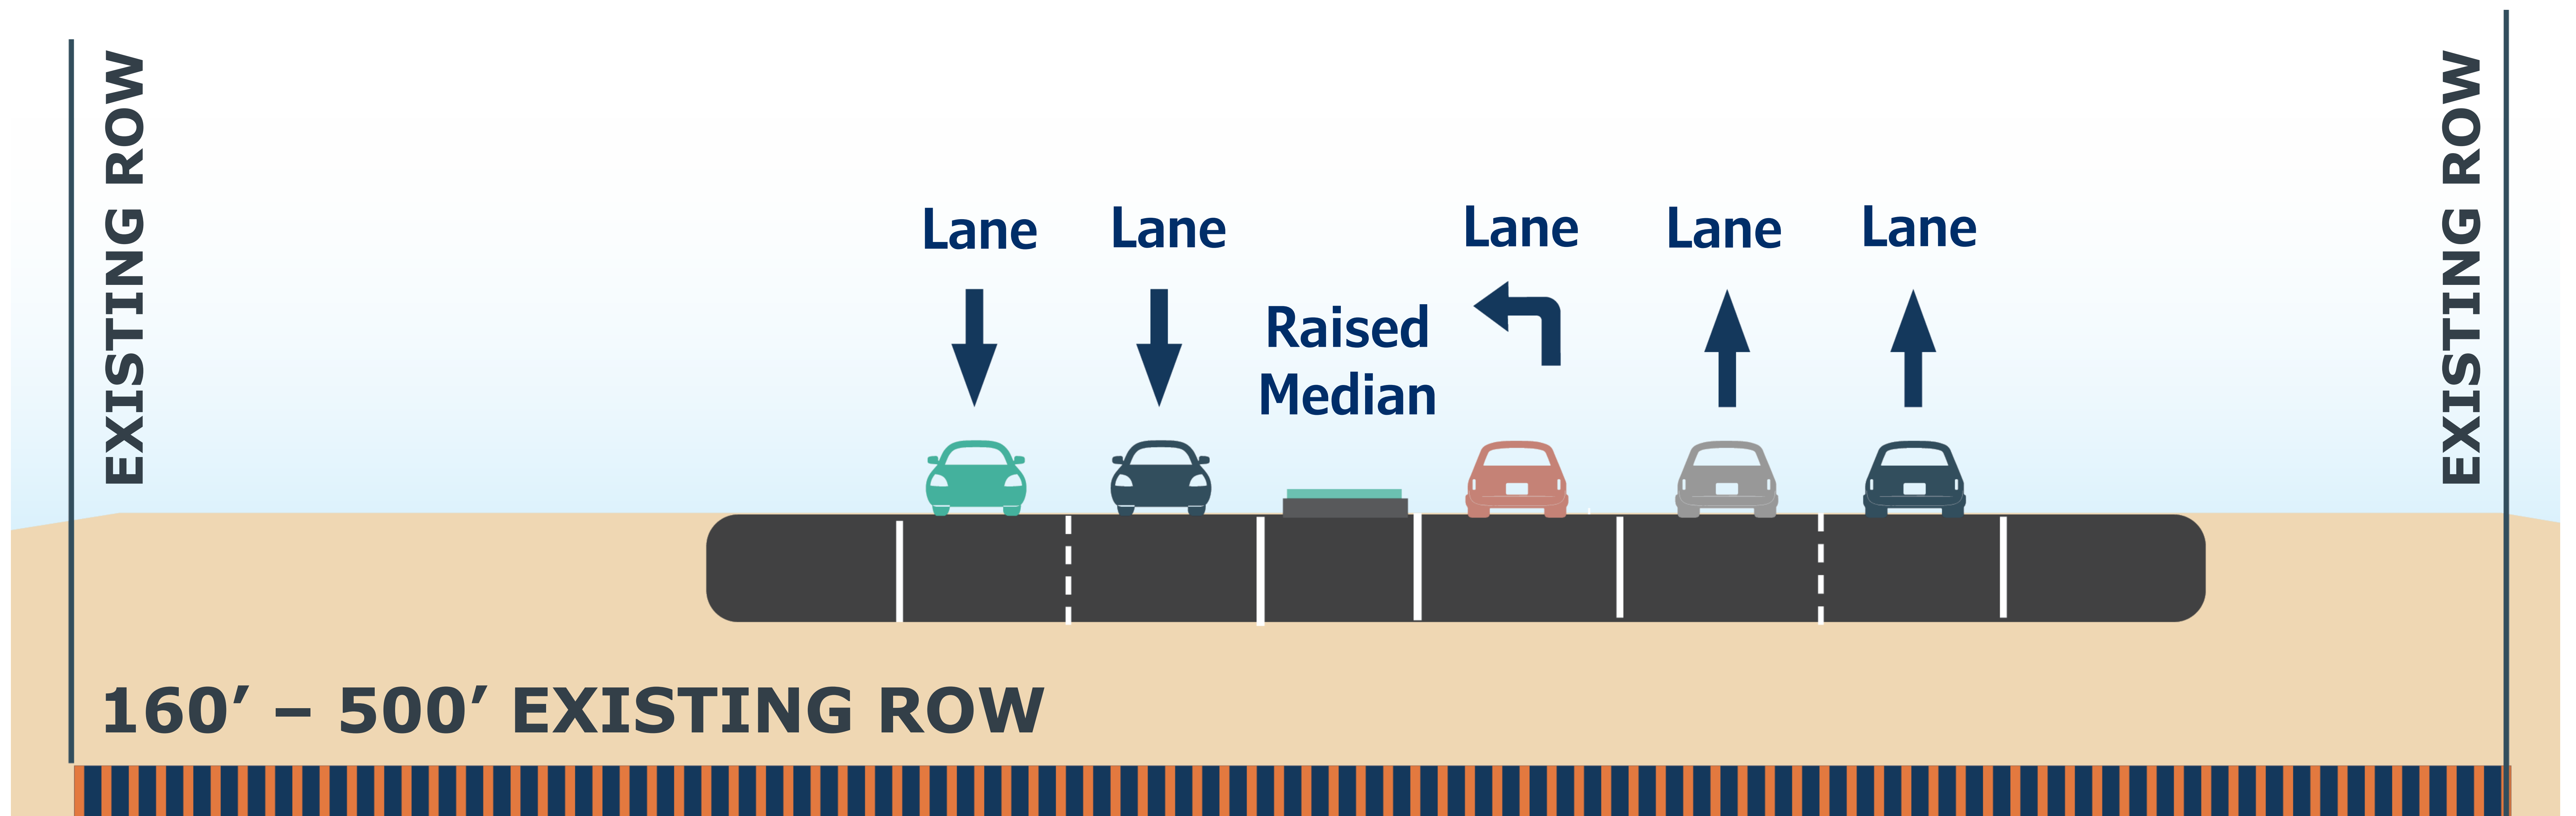 EXISTING ROW
Lane
Lane
Raised
Median
Lane
Lane
Lane
EXISTING ROW
160’ – 500’ EXISTING ROW